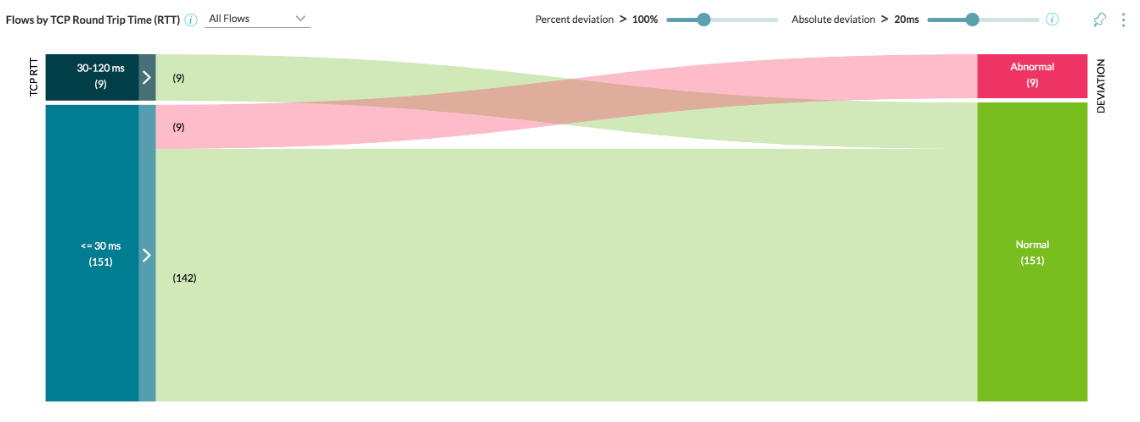 Flows by TCP Round Trip Time (RTT) i All Flows Percent deviation > 100% Absolute deviation > 20ms i
TCP RTT
30-120 ms
(9)
(9)
Abnormal
(9)
DEVIATION
(9)
<= 30 ms
(151)
Normal
(151)
(142)